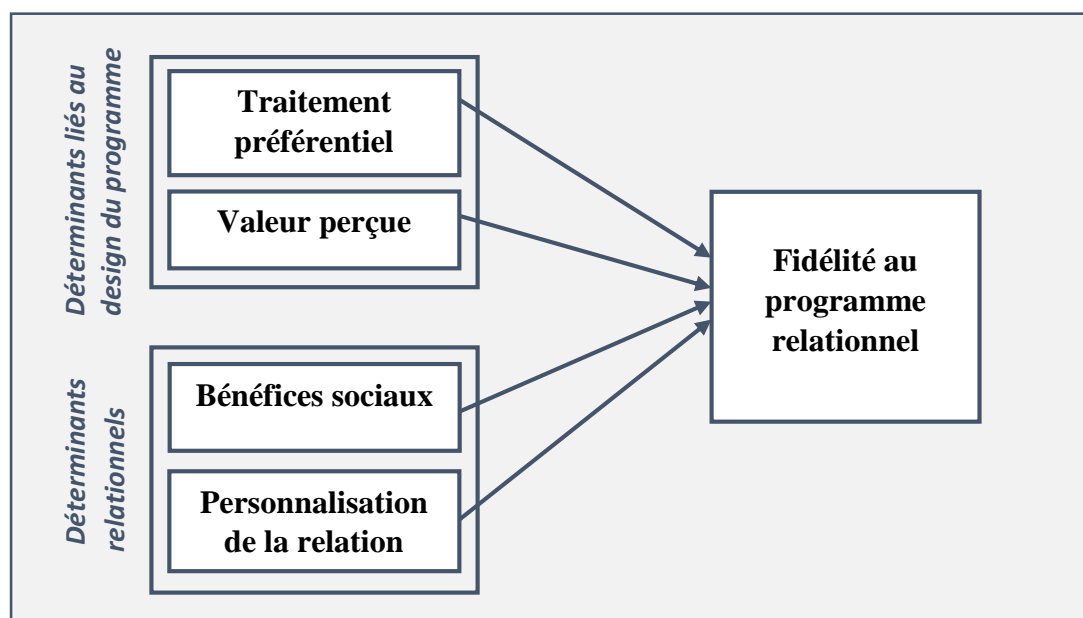 Déterminants liés au
design du programme
Traitement
préférentiel
Valeur perçue
Déterminants
relationnels
Bénéfices sociaux
Personnalisation
de la relation
Fidélité au
programme
relationnel